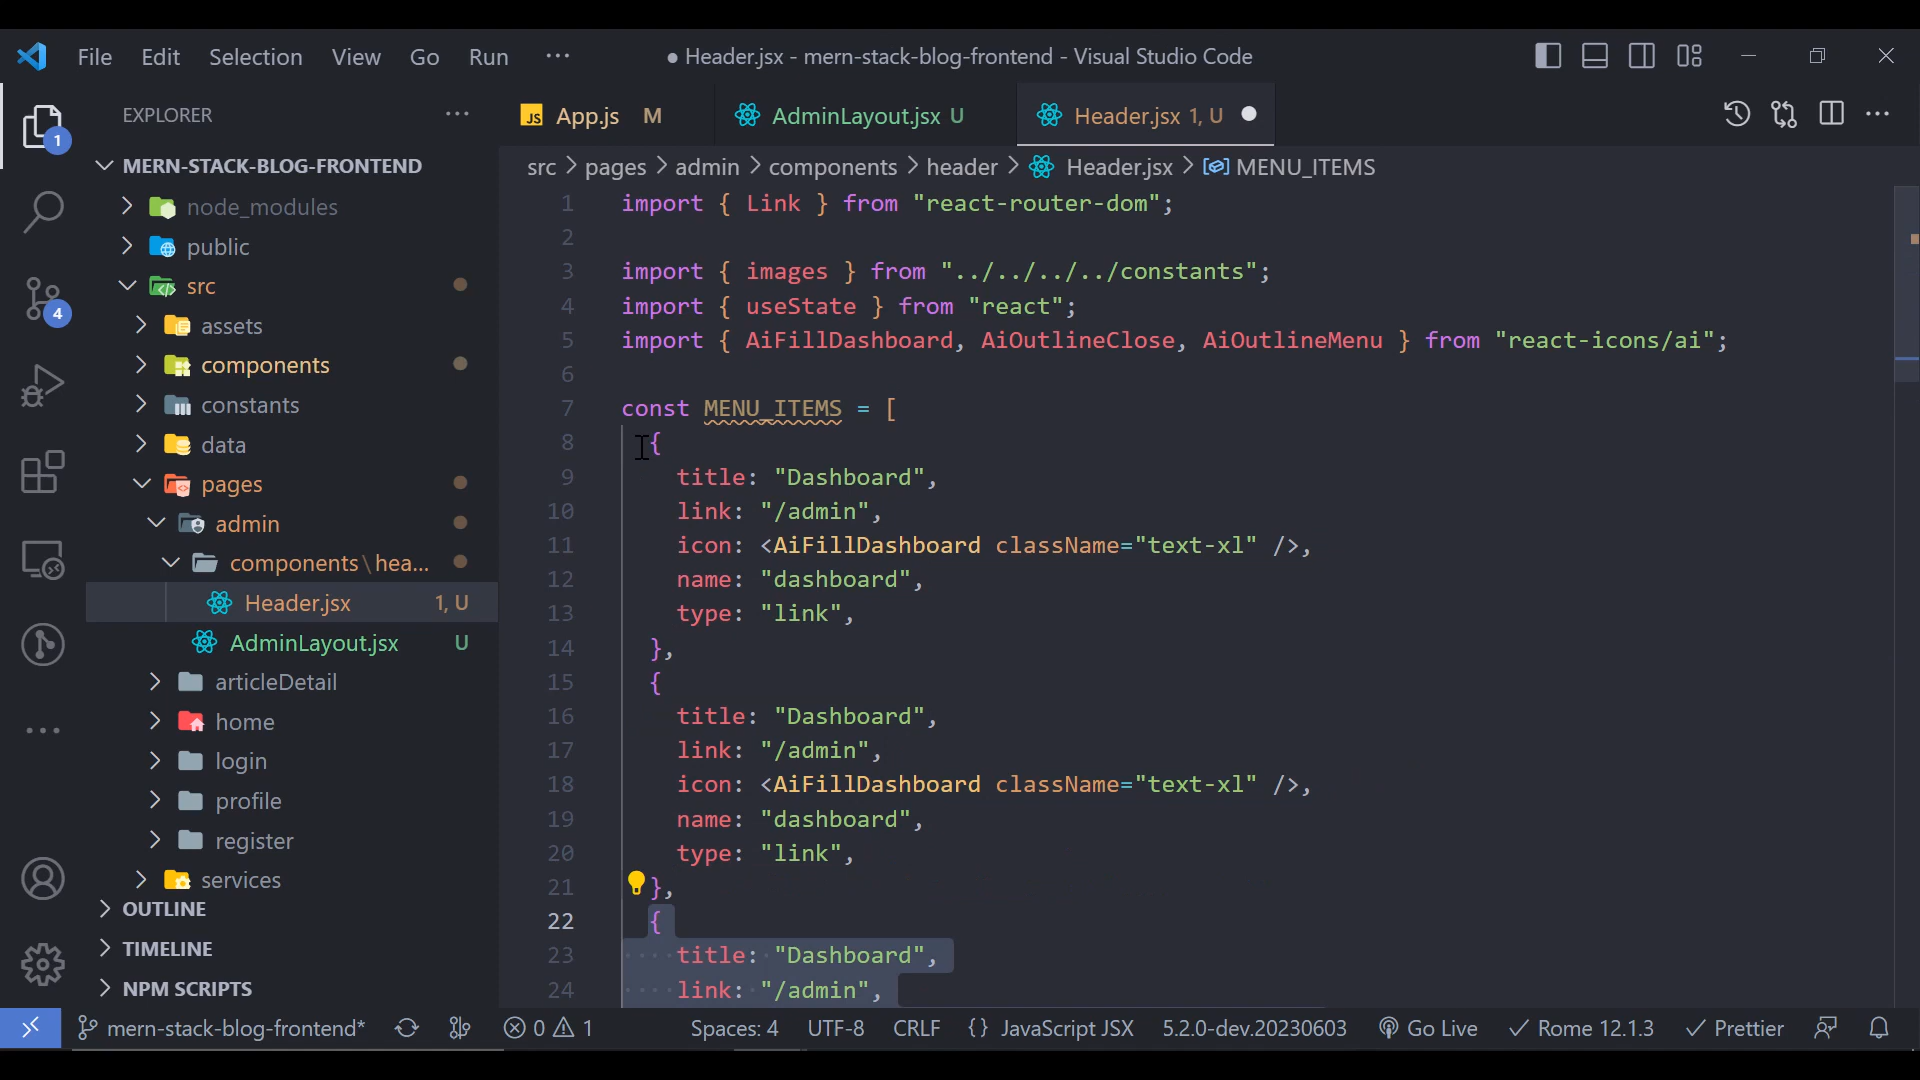 File Edit Selection View Go Run ··· ● Header.jsx - mern-stack-blog-frontend - Visual Studio Code
EXPLORER ···
App.js M
AdminLayout.jsx U
Header.jsx 1, U
MERN-STACK-BLOG-FRONTEND
src > pages > admin > components > header > Header.jsx > MENU_ITEMS
node_modules
public
src
assets
components
constants
data
pages
admin
components\hea...
Header.jsx 1, U
AdminLayout.jsx U
articleDetail
home
login
profile
register
services
OUTLINE
TIMELINE
NPM SCRIPTS
1
4
1 import { Link } from "react-router-dom";
2
3 import { images } from "../../../../constants";
4 import { useState } from "react";
5 import { AiFillDashboard, AiOutlineClose, AiOutlineMenu } from "react-icons/ai";
6
7 const MENU_ITEMS = [
8 {
9 title: "Dashboard",
10 link: "/admin",
11 icon: <AiFillDashboard className="text-xl" />,
12 name: "dashboard",
13 type: "link",
14 },
15 {
16 title: "Dashboard",
17 link: "/admin",
18 icon: <AiFillDashboard className="text-xl" />,
19 name: "dashboard",
20 type: "link",
21 },
22 {
23 title: "Dashboard",
24 link: "/admin",
mern-stack-blog-frontend* 0 1 Spaces: 4 UTF-8 CRLF {} JavaScript JSX 5.2.0-dev.20230603 Go Live Rome 12.1.3 Prettier